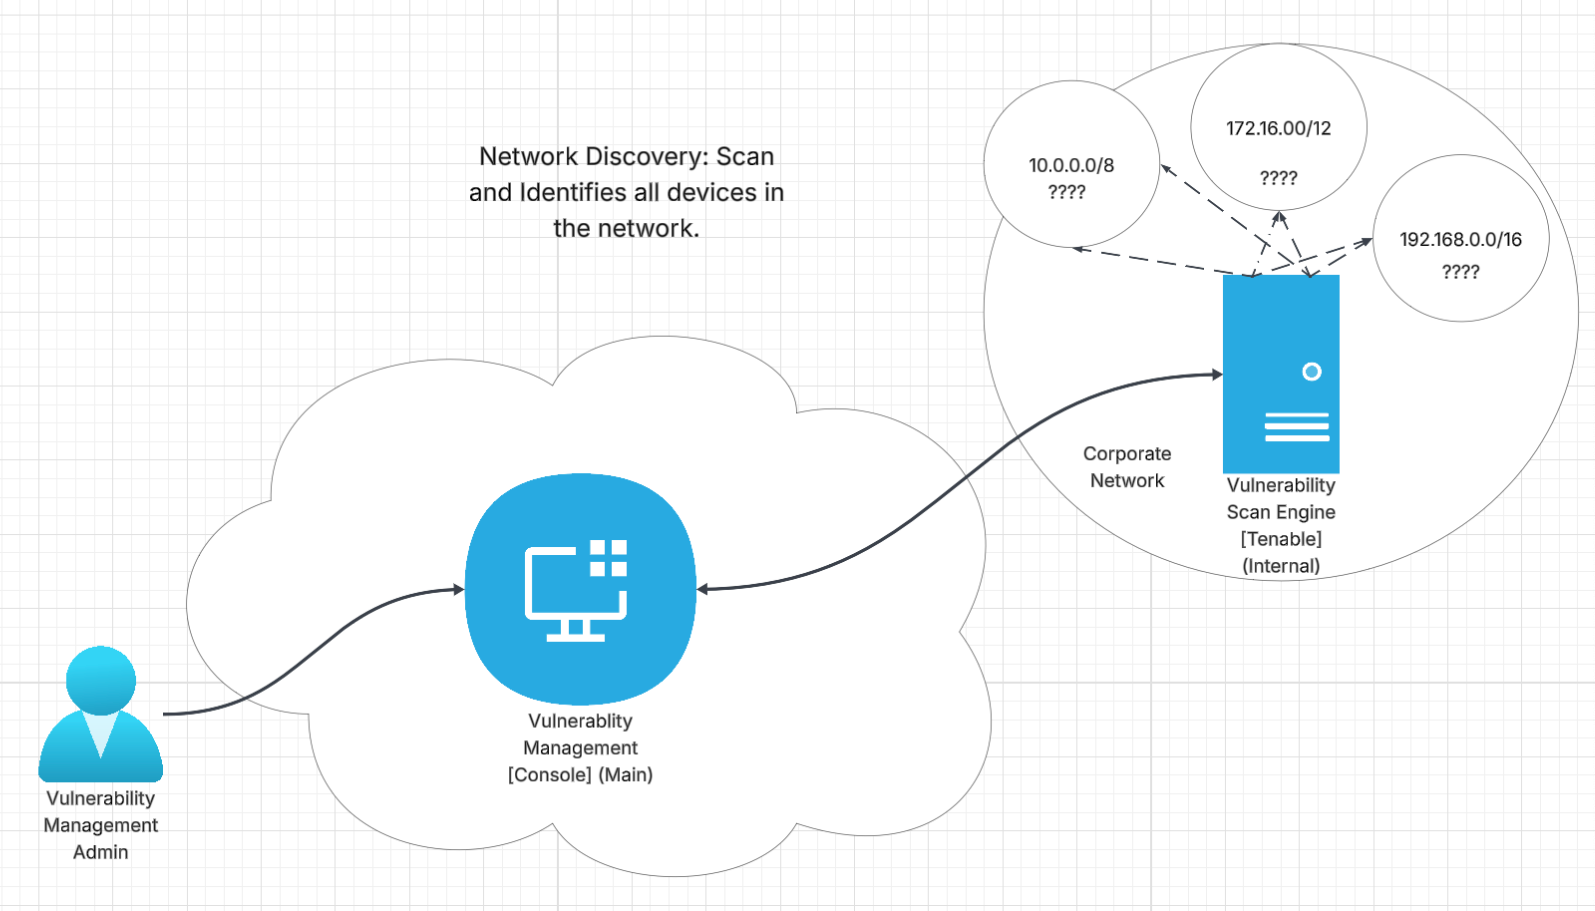 Network Discovery: Scan
and Identifies all devices in
the network.
10.0.0.0/8
????
172.16.00/12
????
192.168.0.0/16
????
Corporate
Network
Vulnerability
Scan Engine
[Tenable]
(Internal)
Vulnerablity
Management
[Console] (Main)
Vulnerability
Management
Admin